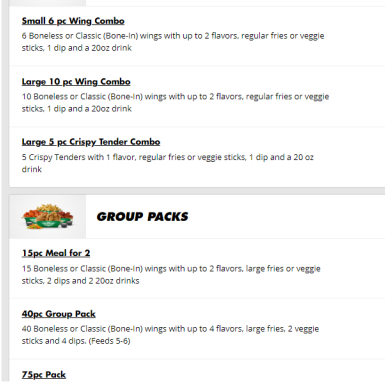 Small 6 pc Wing Combo
6 Boneless or Classic (Bone-In) wings with up to 2 flavors, regular fries or veggie
sticks, 1 dip and a 20oz drink
Large 10 pc Wing Combo
10 Boneless or Classic (Bone-In) wings with up to 2 flavors, regular fries or veggie
sticks, 1 dip and a 20oz drink
Large 5 pc Crispy Tender Combo
5 Crispy Tenders with 1 flavor, regular fries or veggie sticks, 1 dip and a 20 oz
drink
GROUP PACKS
15pc Meal for 2
15 Boneless or Classic (Bone-In) wings with up to 2 flavors, large fries or veggie
sticks, 2 dips and 2 20oz drinks
40pc Group Pack
40 Boneless or Classic (Bone-In) wings with up to 4 flavors, large fries, 2 veggie
sticks and 4 dips. (Feeds 5-6)
75pc Pack